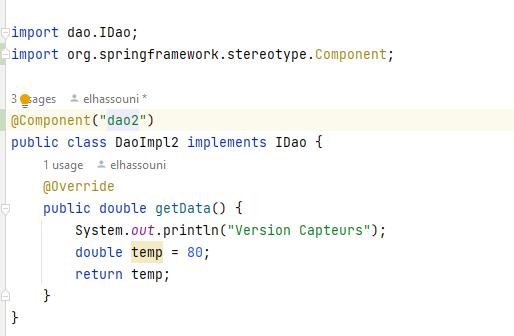 import dao.IDao;
import org.springframework.stereotype.Component;
3 usages elhassouni *
@Component("dao2")
public class DaoImpl2 implements IDao {
1 usage elhassouni
@Override
public double getData() {
System.out.println("Version Capteurs");
double temp = 80;
return temp;
}
}